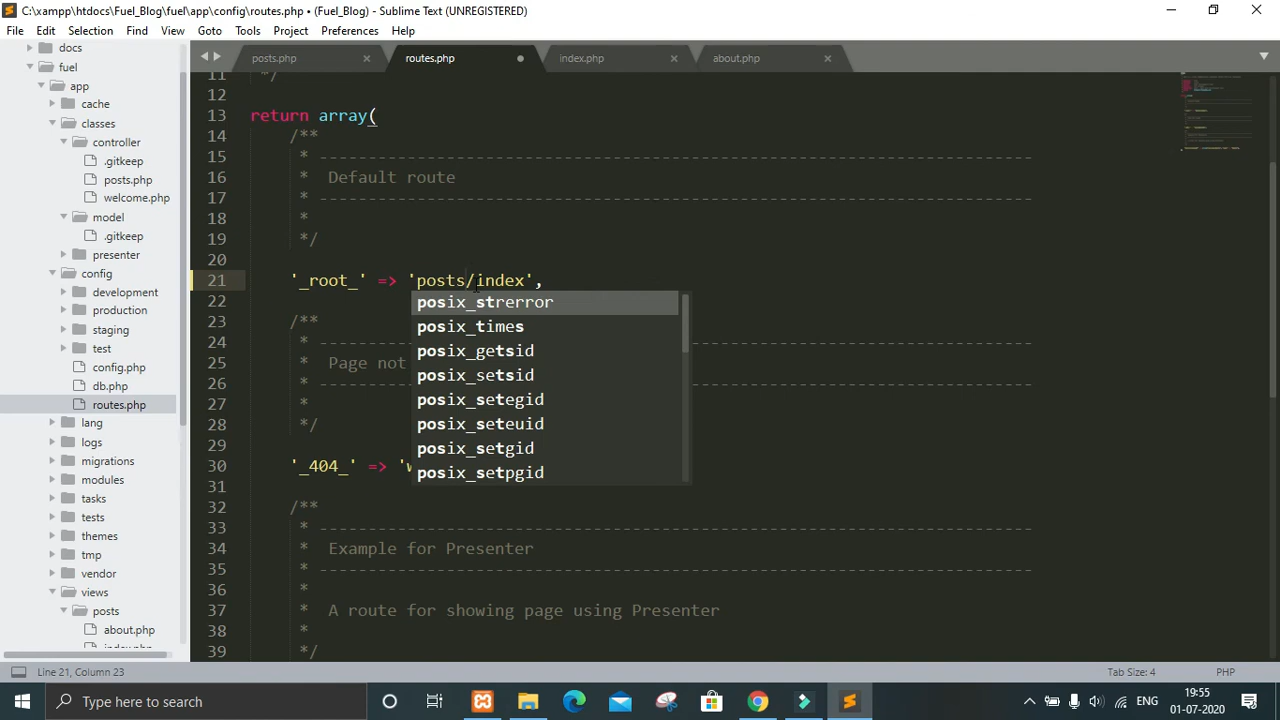 C:\xampp\htdocs\Fuel_Blog\fuel\app\config\routes.php • (Fuel_Blog) - Sublime Text (UNREGISTERED)
File Edit Selection Find View Goto Tools Project Preferences Help
docs
fuel
app
cache
classes
controller
.gitkeep
posts.php
welcome.php
model
.gitkeep
presenter
config
development
production
staging
test
config.php
db.php
routes.php
lang
logs
migrations
modules
tasks
tests
themes
tmp
vendor
views
posts
about.php
index.php
posts.php routes.php index.php about.php
11 */
12
13 return array(
14 /**
15 * -------------------------------------------------------------------------
16 * Default route
17 * -------------------------------------------------------------------------
18 *
19 */
20
21 '_root_' => 'posts/index',
22
23 /**
24 * -------------------------------------------------------------------------
25 * Page not
26 * -------------------------------------------------------------------------
27 *
28 */
29
30 '_404_' => 'w
31
32 /**
33 * -------------------------------------------------------------------------
34 * Example for Presenter
35 * -------------------------------------------------------------------------
36 *
37 * A route for showing page using Presenter
38 *
39 */
posix_strerror
posix_times
posix_getsid
posix_setsid
posix_setegid
posix_seteuid
posix_setgid
posix_setpgid
Line 21, Column 23 Tab Size: 4 PHP
Type here to search
ENG
19:55
01-07-2020